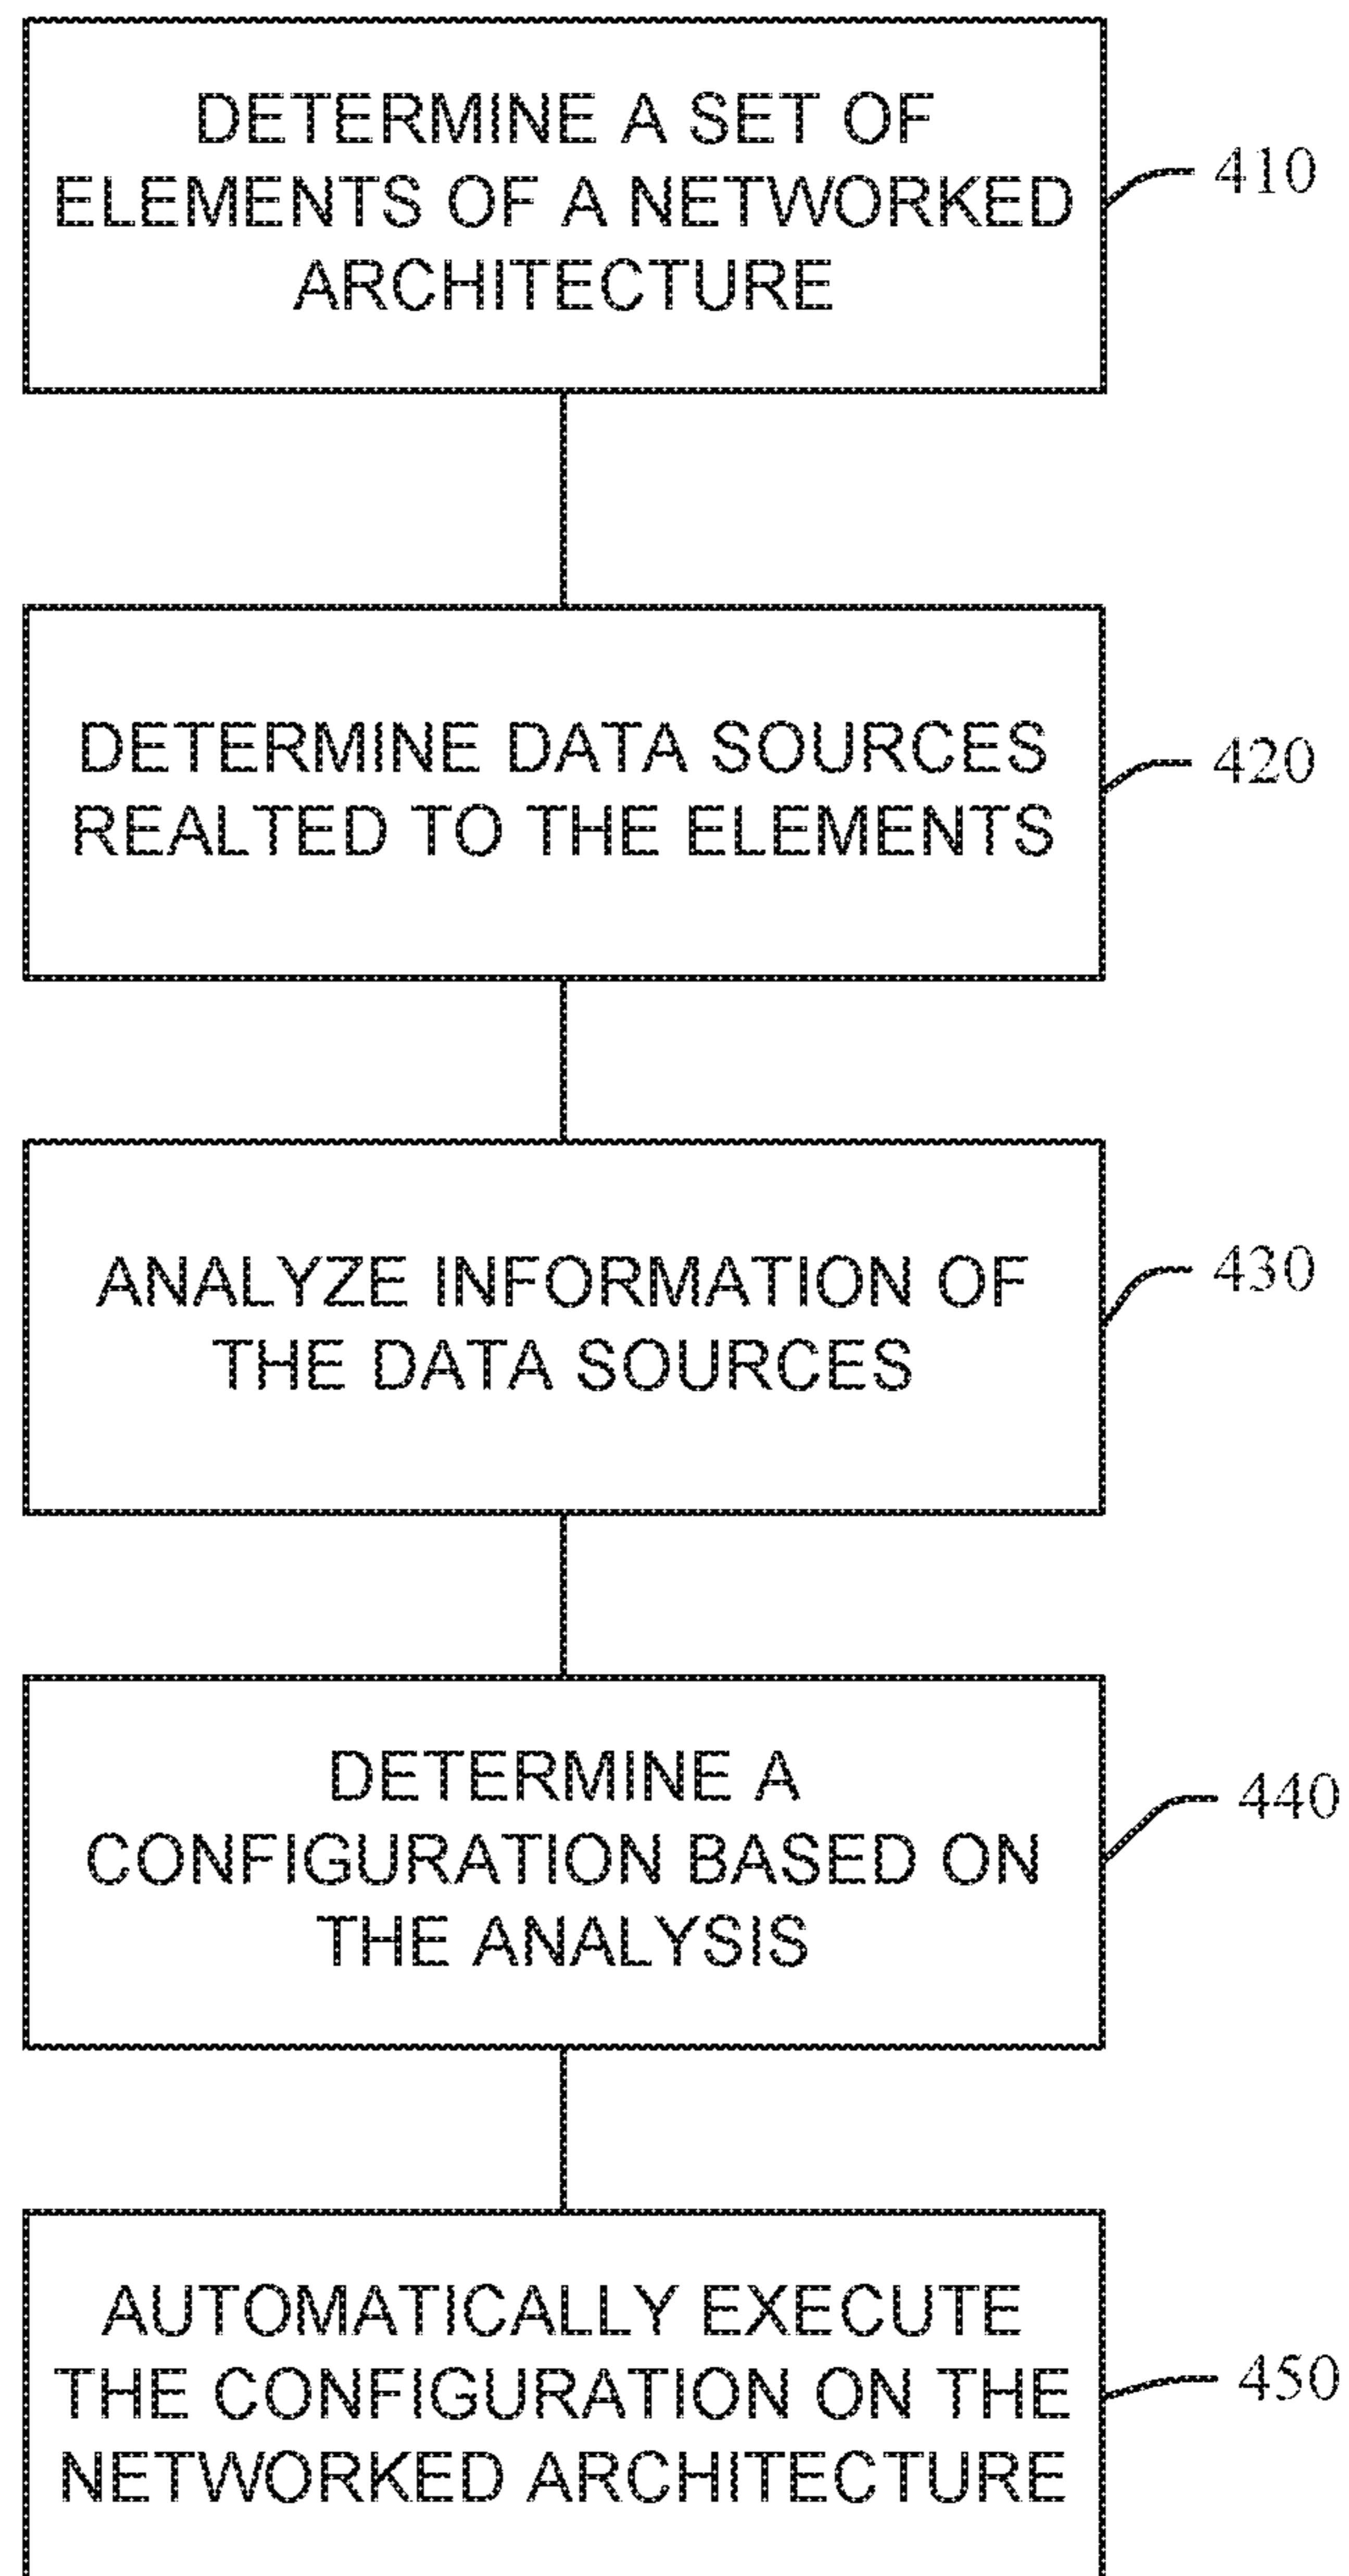 DETERMINE A SET OF
ELEMENTS OF A NETWORKED
ARCHITECTURE
410
DETERMINE DATA SOURCES
REALTED TO THE ELEMENTS
420
ANALYZE INFORMATION OF
THE DATA SOURCES
430
DETERMINE A
CONFIGURATION BASED ON
THE ANALYSIS
440
AUTOMATICALLY EXECUTE
THE CONFIGURATION ON THE
NETWORKED ARCHITECTURE
450